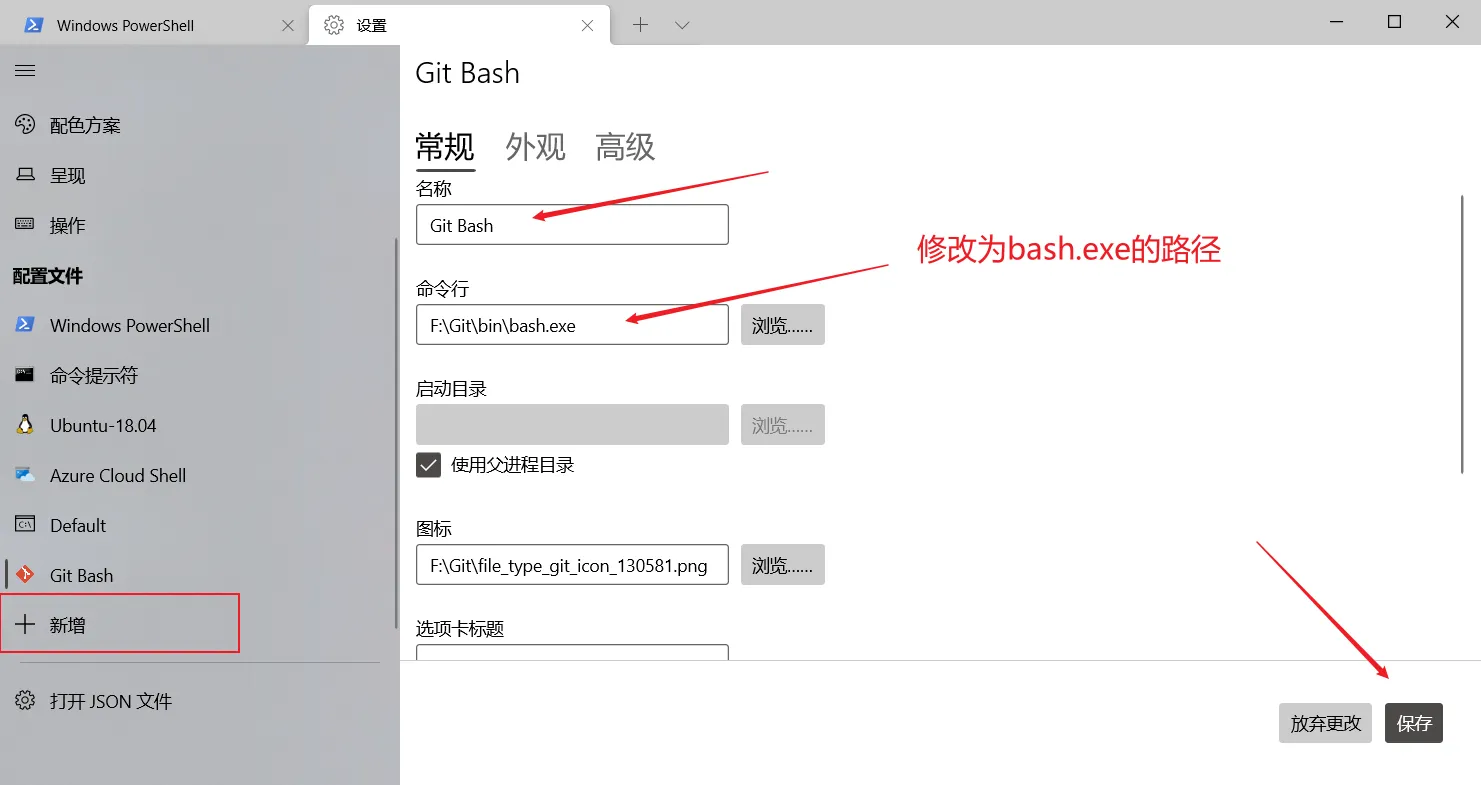 Windows PowerShell
设置
配色方案
呈现
操作
配置文件
Windows PowerShell
命令提示符
Ubuntu-18.04
Azure Cloud Shell
Default
Git Bash
新增
打开 JSON 文件
Git Bash
常规 外观 高级
名称
Git Bash
修改为bash.exe的路径
命令行
F:\Git\bin\bash.exe
浏览……
启动目录
浏览……
使用父进程目录
图标
F:\Git\file_type_git_icon_130581.png
浏览……
选项卡标题
放弃更改
保存